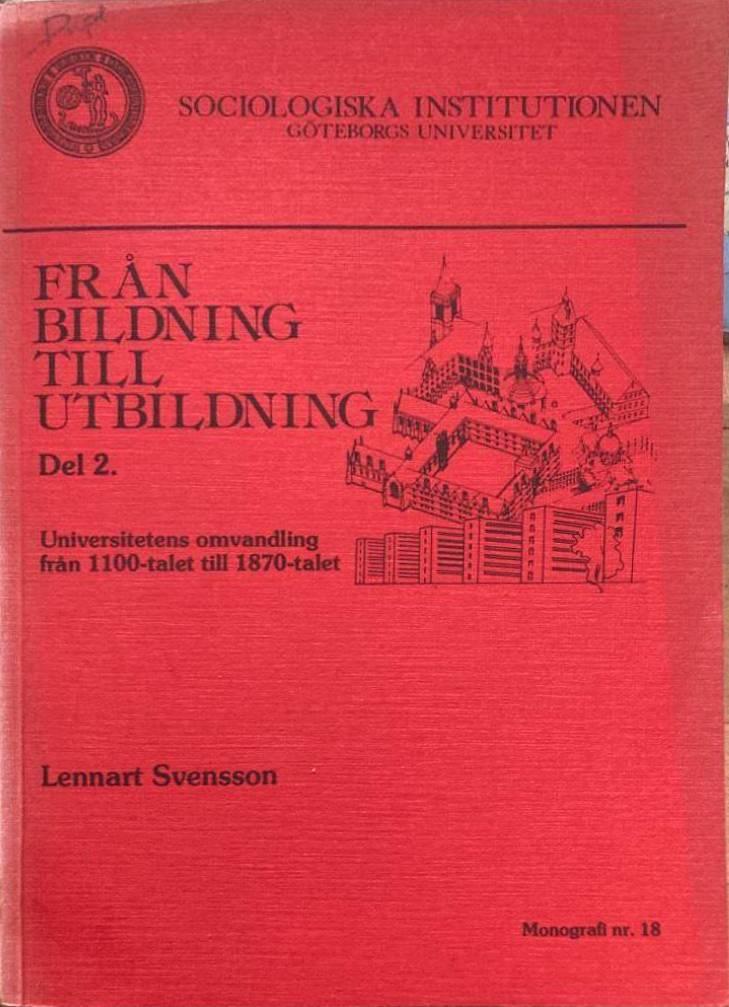 SOCIOLOGISKA INSTITUTIONEN
GÖTEBORGS UNIVERSITET
FRÅN
BILDNING
TILL
UTBILDNING
Del 2.
Universitetens omvandling
från 1100-talet till 1870-talet
Lennart Svensson
Monografi nr. 18